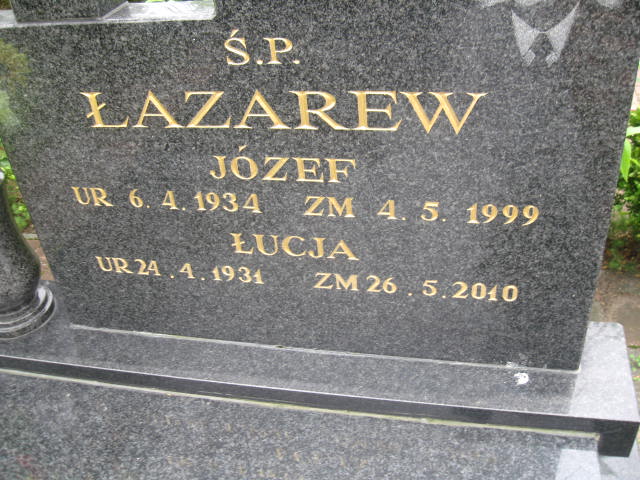 Ś.P.
ŁAZAREW
JÓZEF
UR 6.4.1934 ZM 4.5.1999
ŁUCJA
UR 24.4.1931 ZM 26.5.2010